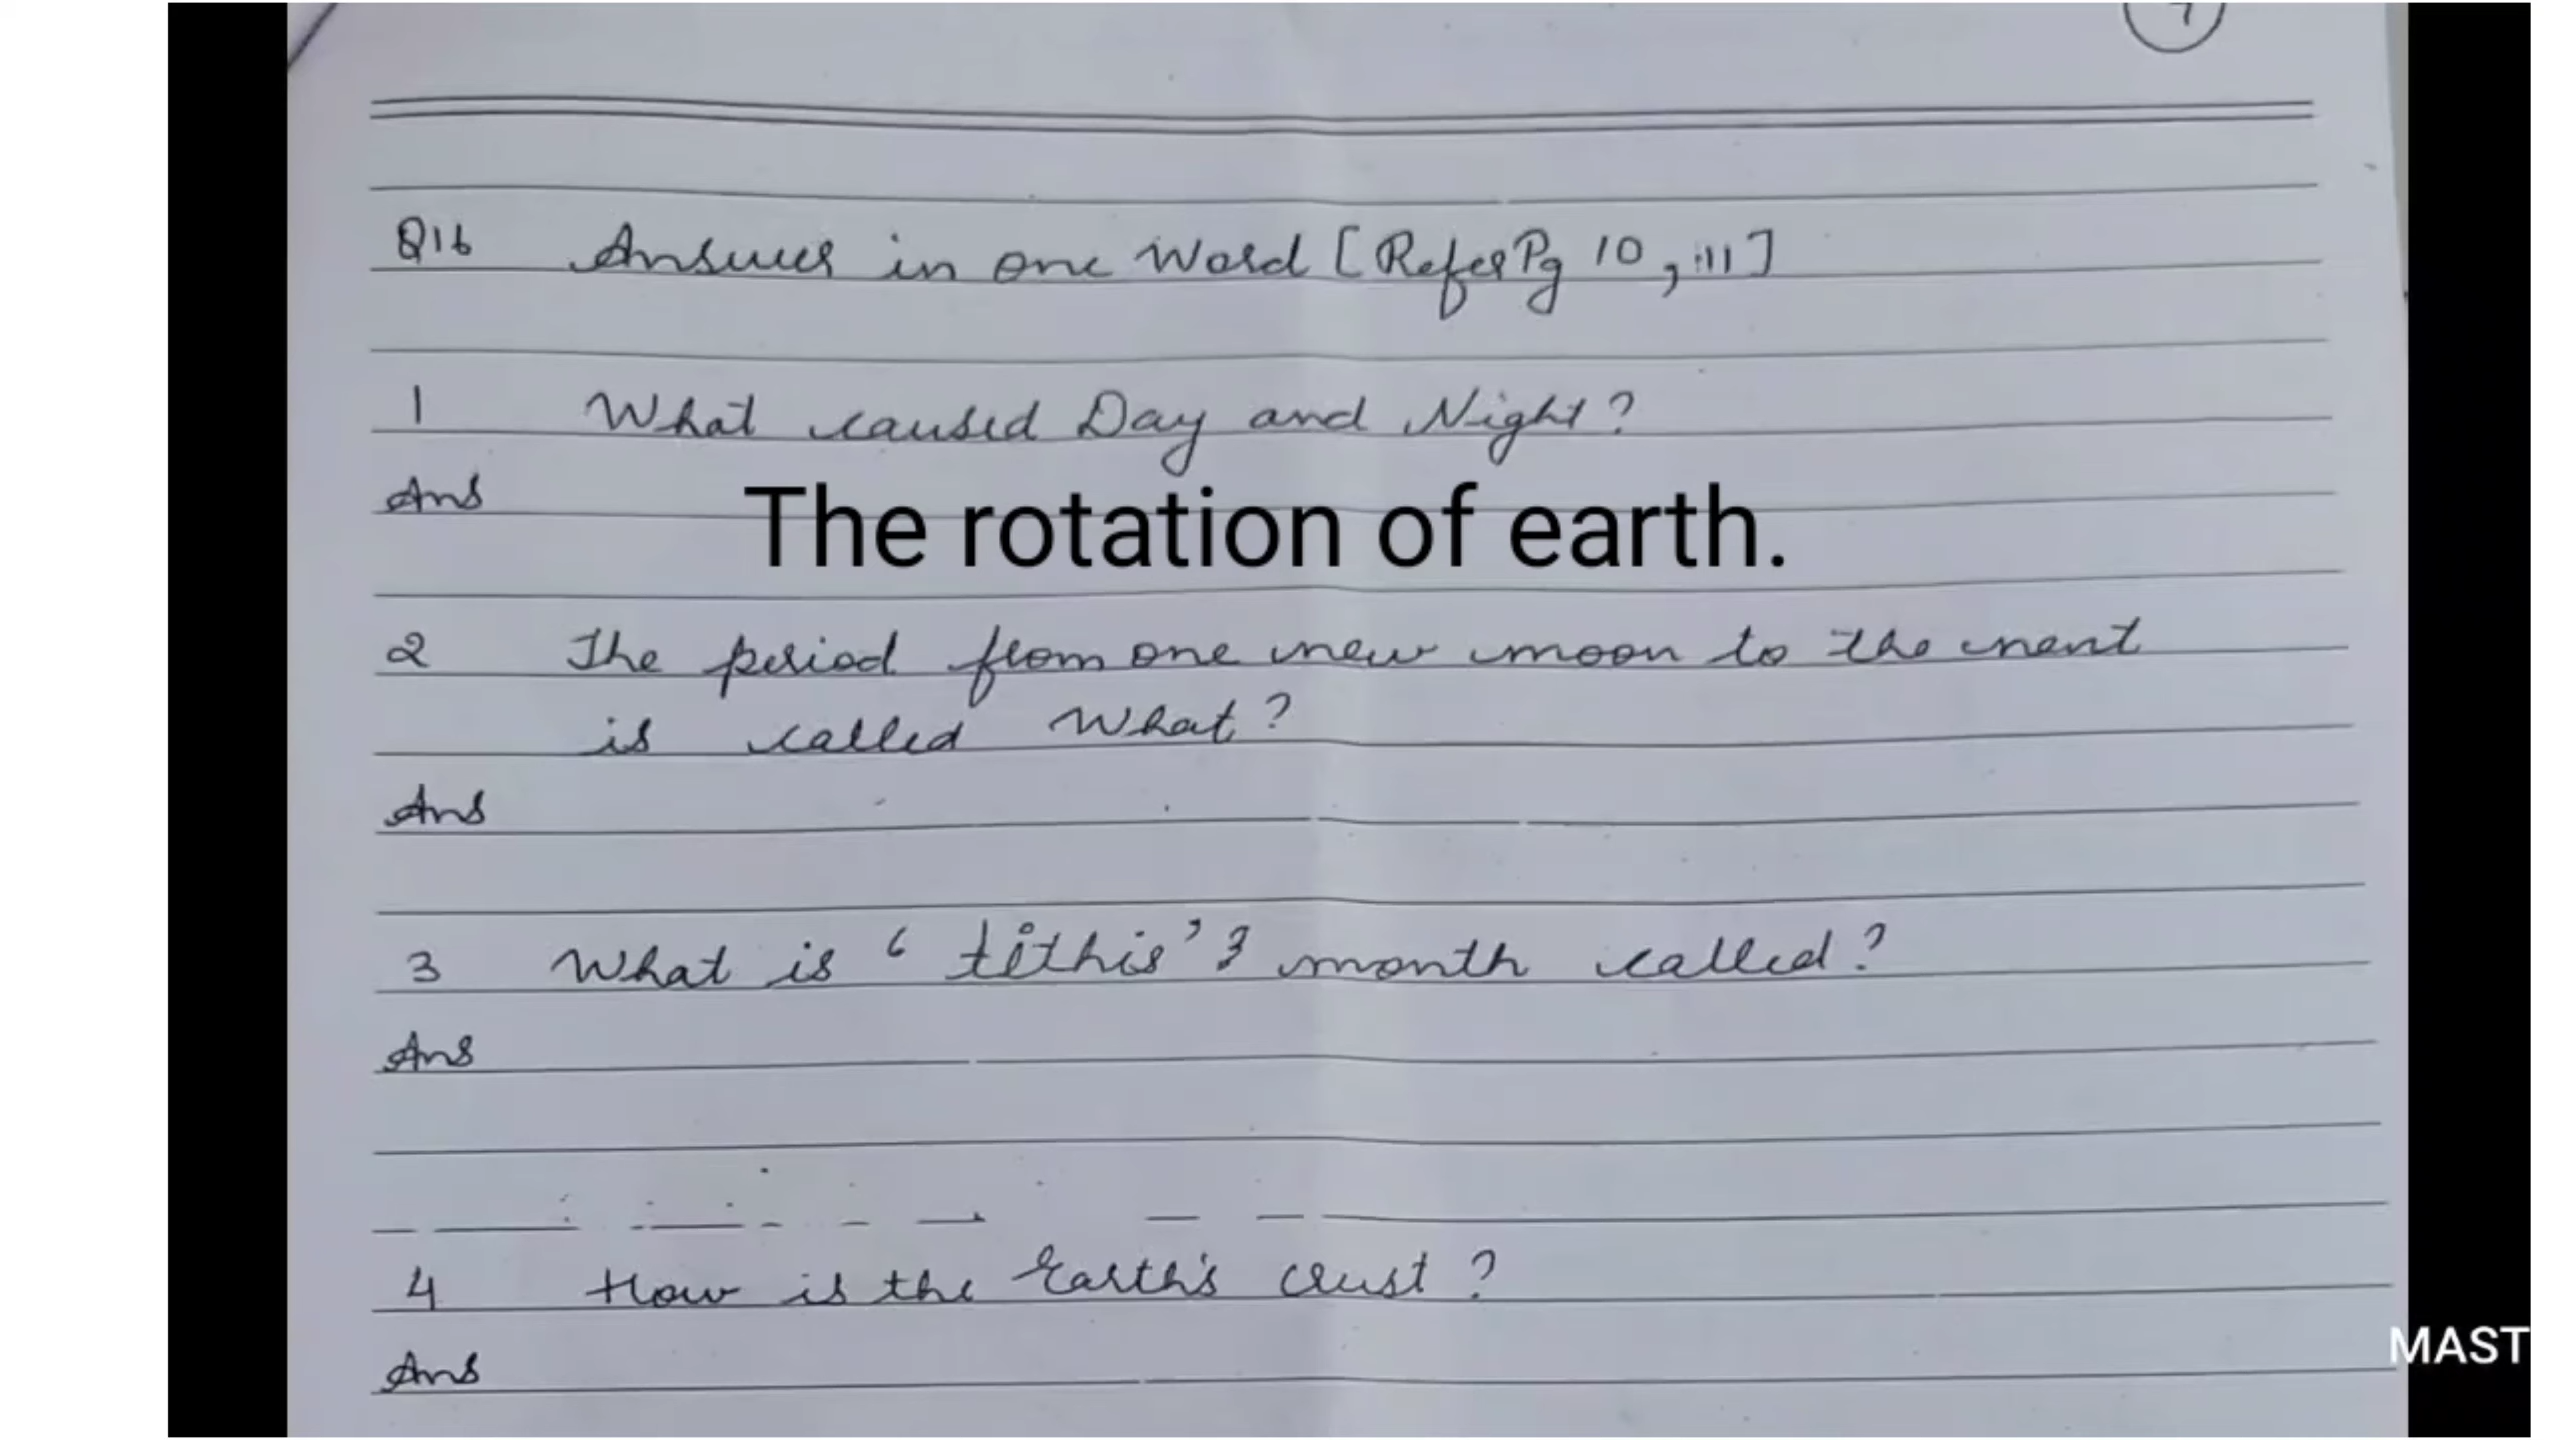 Q16 Answer in one Word [Refer Pg 10, 11]
1 What caused Day and Night?
Ans The rotation of earth.
2 The period from one new moon to the next
is called What?
Ans
3 What is ' tithis' month called?
Ans
4 How is the Earth's crust?
Ans
MAST